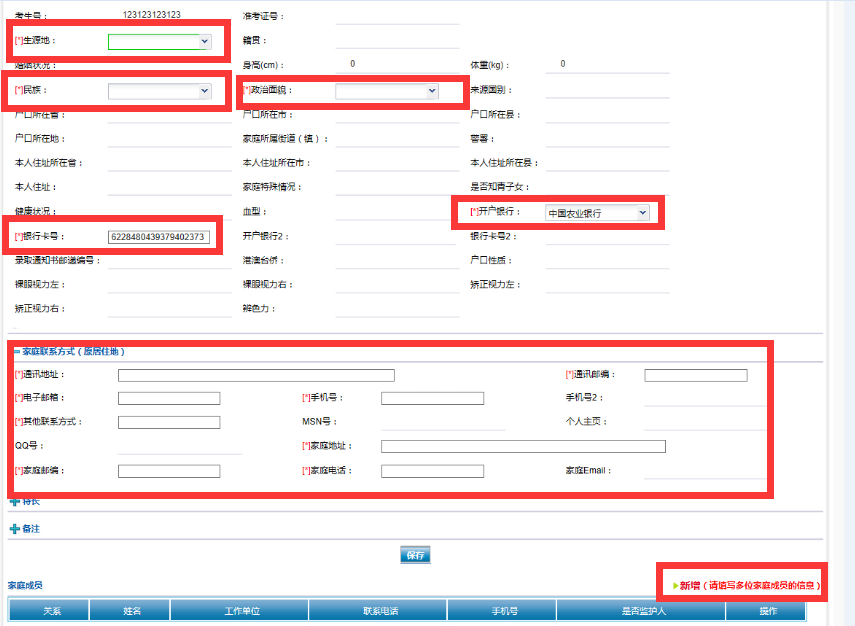 考生号： 123123123123 准考证号：
[*]生源地： 籍贯：
婚姻状况： 身高(cm)： 0 体重(kg)： 0
[*]民族： [*]政治面貌： 来源国别：
户口所在省： 户口所在市： 户口所在县：
户口所在地： 家庭所属街道（镇）： 警署：
本人住址所在省： 本人住址所在市： 本人住址所在县：
本人住址： 家庭特殊情况： 是否知青子女：
健康状况： 血型： [*]开户银行： 中国农业银行
[*]银行卡号： 6228480439379402373 开户银行2： 银行卡号2：
录取通知书邮递编号： 港澳台侨： 户口性质：
裸眼视力左： 裸眼视力右： 矫正视力左：
矫正视力右： 辨色力：
家庭联系方式（原居住地）
[*]通讯地址： [*]通讯邮编：
[*]电子邮箱： [*]手机号： 手机号2：
[*]其他联系方式： MSN号： 个人主页：
QQ号： [*]家庭地址：
[*]家庭邮编： [*]家庭电话： 家庭Email：
特长
备注
保存
家庭成员 新增（请填写多位家庭成员的信息）
关系 姓名 工作单位 联系电话 手机号 是否监护人 操作